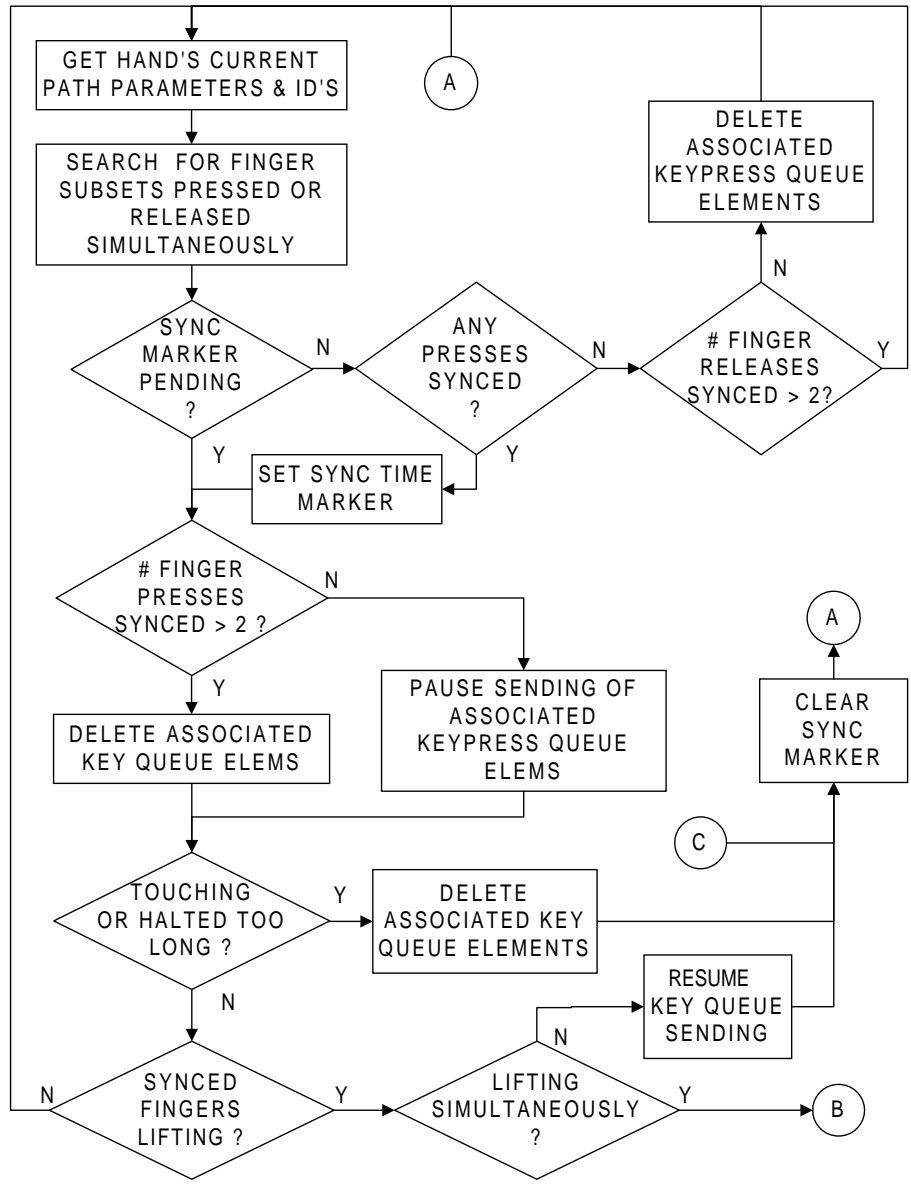 GET HAND'S CURRENT
PATH PARAMETERS & ID'S
A
DELETE
ASSOCIATED
KEYPRESS QUEUE
ELEMENTS
SEARCH FOR FINGER
SUBSETS PRESSED OR
RELEASED
SIMULTANEOUSLY
N
SYNC
MARKER
PENDING
?
N
ANY
PRESSES
SYNCED
?
N
# FINGER
RELEASES
SYNCED > 2?
Y
Y
Y
SET SYNC TIME
MARKER
# FINGER
PRESSES
SYNCED > 2 ?
N
A
Y
PAUSE SENDING OF
ASSOCIATED
KEYPRESS QUEUE
ELEMS
CLEAR
SYNC
MARKER
DELETE ASSOCIATED
KEY QUEUE ELEMS
C
TOUCHING
OR HALTED TOO
LONG ?
Y
DELETE
ASSOCIATED KEY
QUEUE ELEMENTS
N
RESUME
KEY QUEUE
SENDING
N
N
SYNCED
FINGERS
LIFTING ?
Y
LIFTING
SIMULTANEOUSLY
?
Y
B